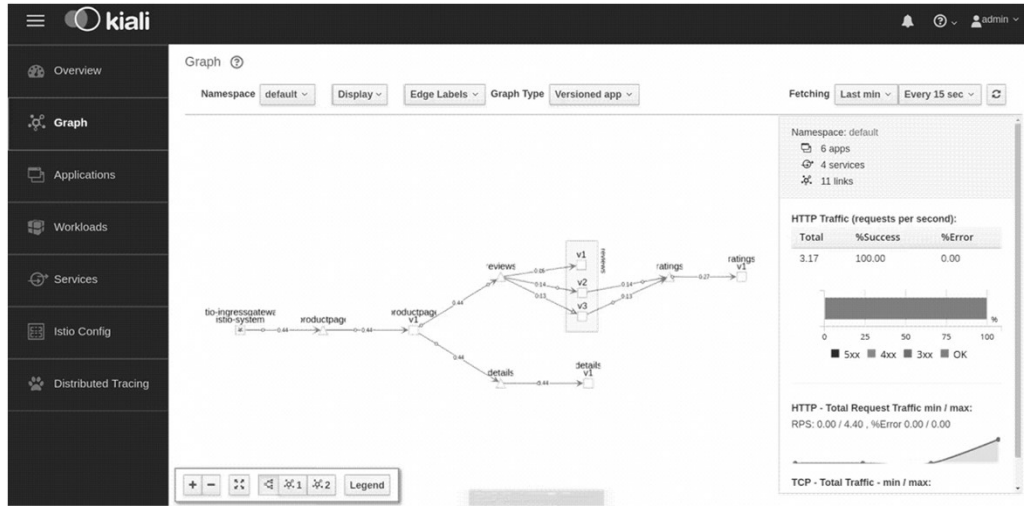 kiali
admin
Overview
Graph
Applications
Workloads
Services
Istio Config
Distributed Tracing
Graph
Namespace default Display Edge Labels Graph Type Versioned app Fetching Last min Every 15 sec
Namespace: default
6 apps
4 services
11 links
HTTP Traffic (requests per second):
Total %Success %Error
3.17 100.00 0.00
%
0 25 50 75 100
5xx 4xx 3xx OK
HTTP - Total Request Traffic min / max:
RPS: 0.00 / 4.40 , %Error 0.00 / 0.00
TCP - Total Traffic - min / max:
tio-ingressgatewa
istio-system
0.44
roductpag
0.44
roductpag
v1
0.44
0.44
eviews
0.14
0.13
v1
v2
v3
reviews
0.14
0.13
ratings
0.27
ratings
v1
details
0.44
details
v1
1 2 Legend